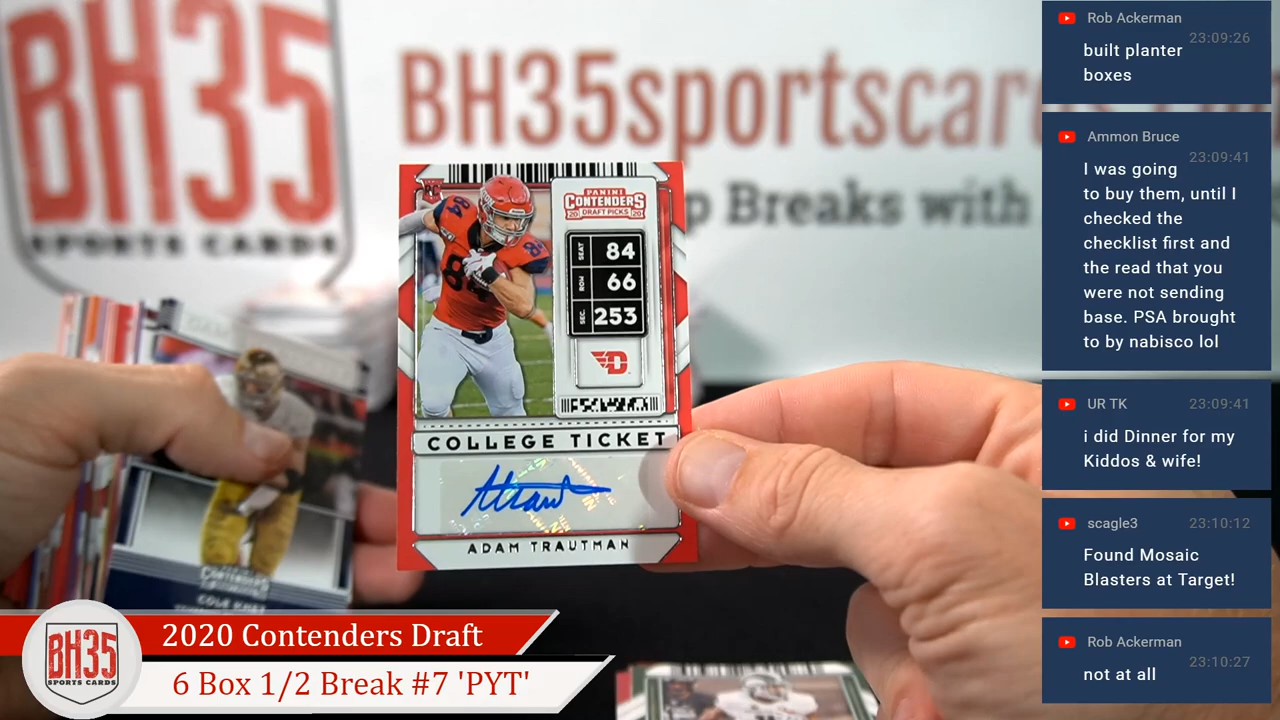 BH35
SPORTS CARDS
BH35sportscar
p Breaks with
RC
PANINI
CONTENDERS
20 DRAFT PICKS 20
SEAT 84
ROW 66
SEC. 253
D
COLLEGE TICKET
ADAM TRAUTMAN
84
CONTENDERS
COLE KMET
BH35
SPORTS CARDS
2020 Contenders Draft
6 Box 1/2 Break #7 'PYT'
Rob Ackerman
23:09:26
built planter
boxes
Ammon Bruce
23:09:41
I was going
to buy them, until I
checked the
checklist first and
the read that you
were not sending
base. PSA brought
to by nabisco lol
UR TK 23:09:41
i did Dinner for my
Kiddos & wife!
scagle3 23:10:12
Found Mosaic
Blasters at Target!
Rob Ackerman
23:10:27
not at all